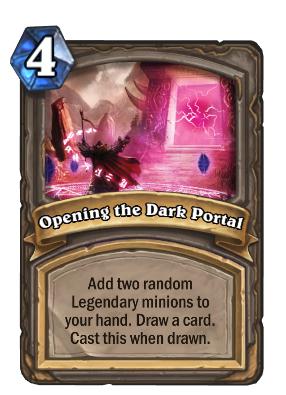 4
Opening the Dark Portal
Add two random
Legendary minions to
your hand. Draw a card.
Cast this when drawn.